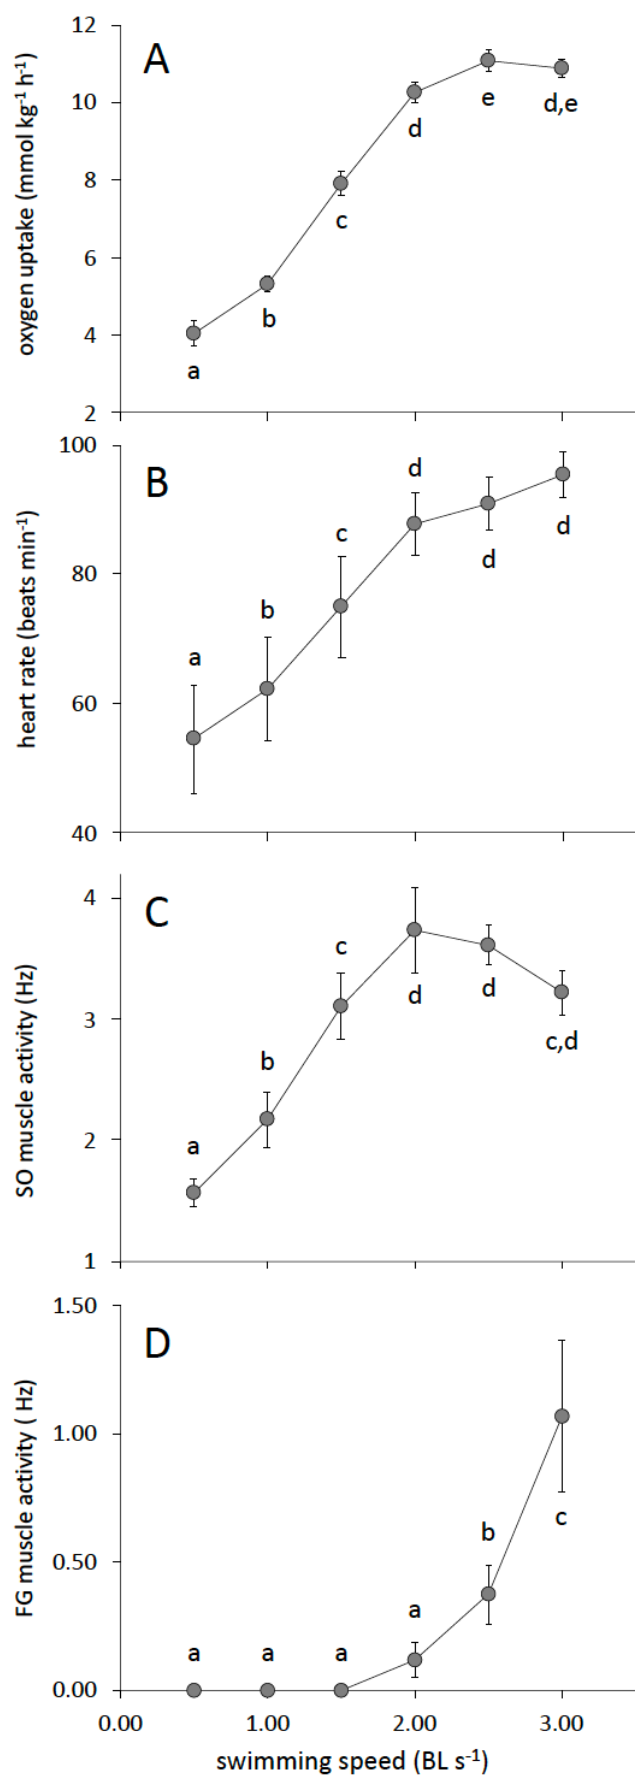 12
A
10
8
6
4
2
oxygen uptake (mmol kg⁻¹ h⁻¹)
a
b
c
d
e
d,e
100
B
80
60
40
heart rate (beats min⁻¹)
a
b
c
d
d
d
4
C
3
2
1
SO muscle activity (Hz)
a
b
c
d
d
c,d
1.50
D
1.00
0.50
0.00
FG muscle activity ( Hz)
a
a
a
a
b
c
0.00 1.00 2.00 3.00
swimming speed (BL s⁻¹)